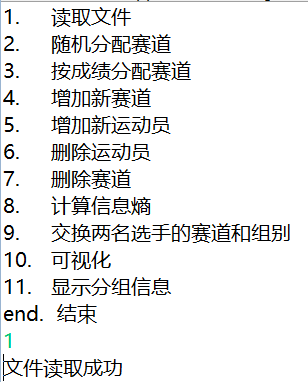 1. 读取文件
2. 随机分配赛道
3. 按成绩分配赛道
4. 增加新赛道
5. 增加新运动员
6. 删除运动员
7. 删除赛道
8. 计算信息熵
9. 交换两名选手的赛道和组别
10. 可视化
11. 显示分组信息
end. 结束
1
文件读取成功